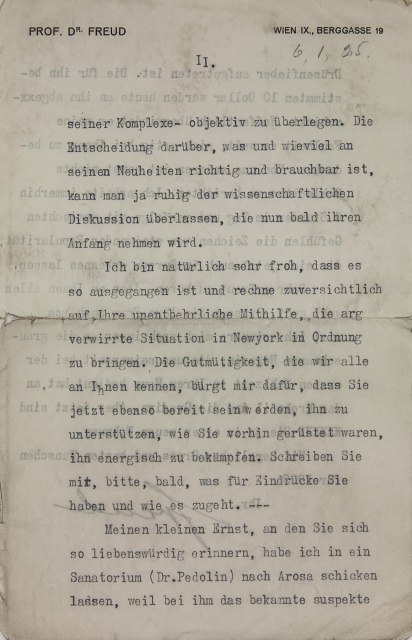 PROF. DR. FREUD
WIEN IX., BERGGASSE 19
6.1.25.
II.
seiner Komplexe- objektiv zu überlegen. Die
Entscheidung darüber, was und wieviel an
seinen Neuheiten richtig und brauchbar ist,
kann man ja ruhig der wissenschaftlichen
Diskussion überlassen, die nun bald ihren
Anfang nehmen wird.
Ich bin natürlich sehr froh, dass es
so ausgegangen ist und rechne zuversichtlich
auf Ihre unentbehrliche Mithilfe, die arg
verwirrte Situation in Newyork in Ordnung
zu bringen. Die Gutmütigkeit, die wir alle
an Ihnen kennen, bürgt mir dafür, dass Sie
jetzt ebenso bereit seinwerden, ihn zu
unterstützen, wie Sie vorhin gerüstet waren,
ihn energisch zu bekämpfen. Schreiben Sie
mir, bitte, bald, was für Eindrücke Sie
haben und wie es zugeht. ---
Meinen kleinen Ernst, an den Sie sich
so liebenswürdig erinnern, habe ich in ein
Sanatorium (Dr.Pedolin) nach Arosa schicken
lassen, weil bei ihm das bekannte suspekte